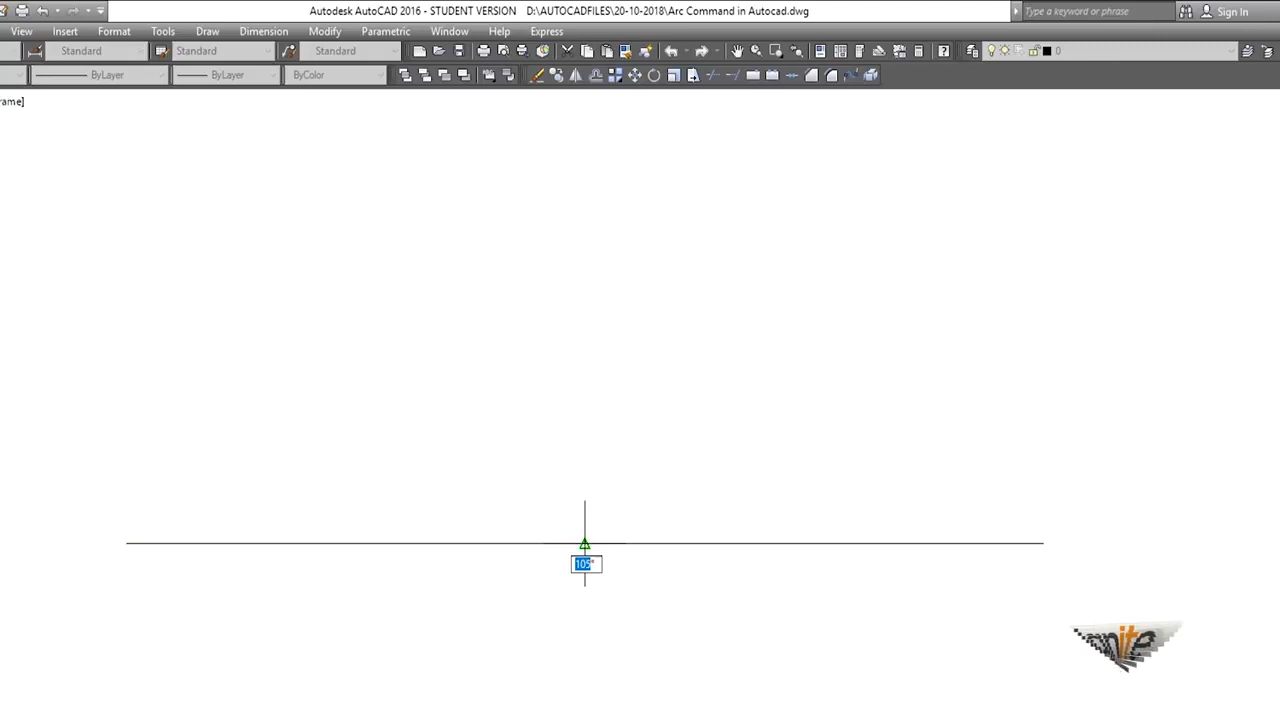 Autodesk AutoCAD 2016 - STUDENT VERSION D:\AUTOCADFILES\20-10-2018\Arc Command in Autocad.dwg
Type a keyword or phrase Sign In
View Insert Format Tools Draw Dimension Modify Parametric Window Help Express
Standard Standard Standard 0
ByLayer ByLayer ByColor
rame]
105°